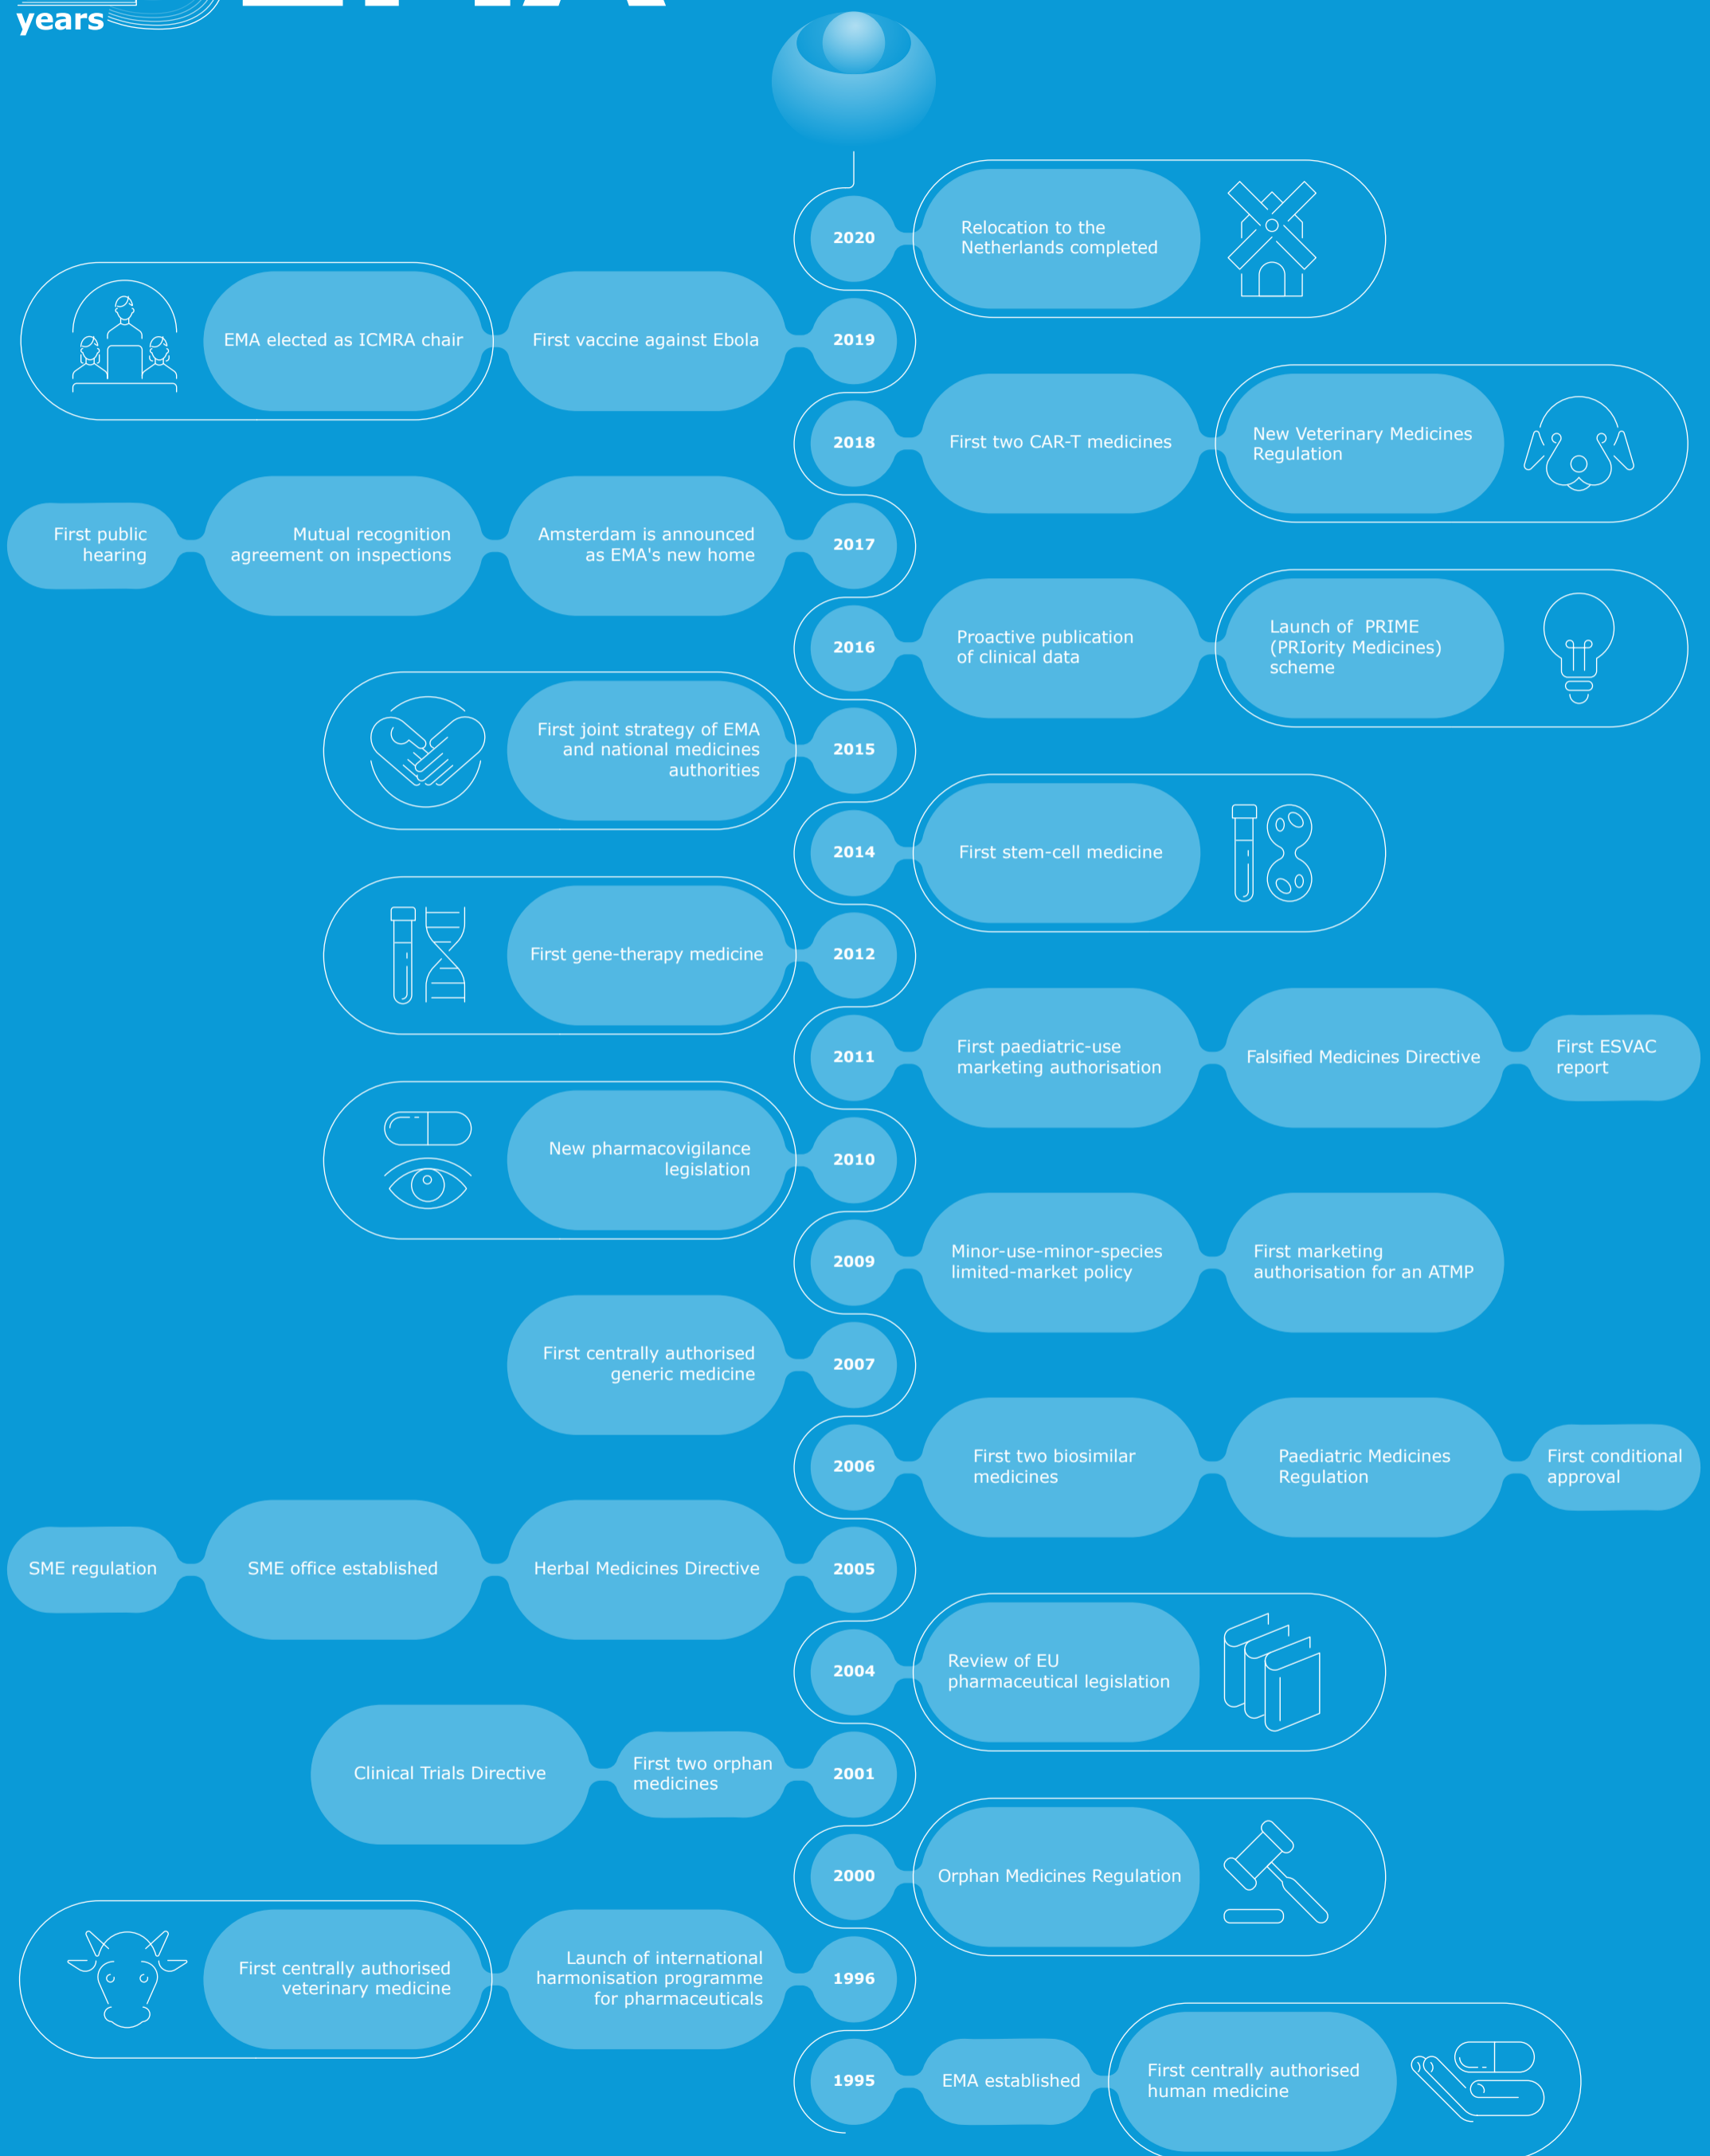 years
2020
Relocation to the
Netherlands completed
EMA elected as ICMRA chair
First vaccine against Ebola
2019
2018
First two CAR-T medicines
New Veterinary Medicines
Regulation
First public
hearing
Mutual recognition
agreement on inspections
Amsterdam is announced
as EMA's new home
2017
2016
Proactive publication
of clinical data
Launch of  PRIME
(PRIority Medicines)
scheme
First joint strategy of EMA
and national medicines
authorities
2015
2014
First stem-cell medicine
First gene-therapy medicine
2012
2011
First paediatric-use
marketing authorisation
Falsified Medicines Directive
First ESVAC
report
New pharmacovigilance
legislation
2010
2009
Minor-use-minor-species
limited-market policy
First marketing
authorisation for an ATMP
First centrally authorised
generic medicine
2007
2006
First two biosimilar
medicines
Paediatric Medicines
Regulation
First conditional
approval
SME regulation
SME office established
Herbal Medicines Directive
2005
2004
Review of EU
pharmaceutical legislation
Clinical Trials Directive
First two orphan
medicines
2001
2000
Orphan Medicines Regulation
First centrally authorised
veterinary medicine
Launch of international
harmonisation programme
for pharmaceuticals
1996
1995
EMA established
First centrally authorised
human medicine